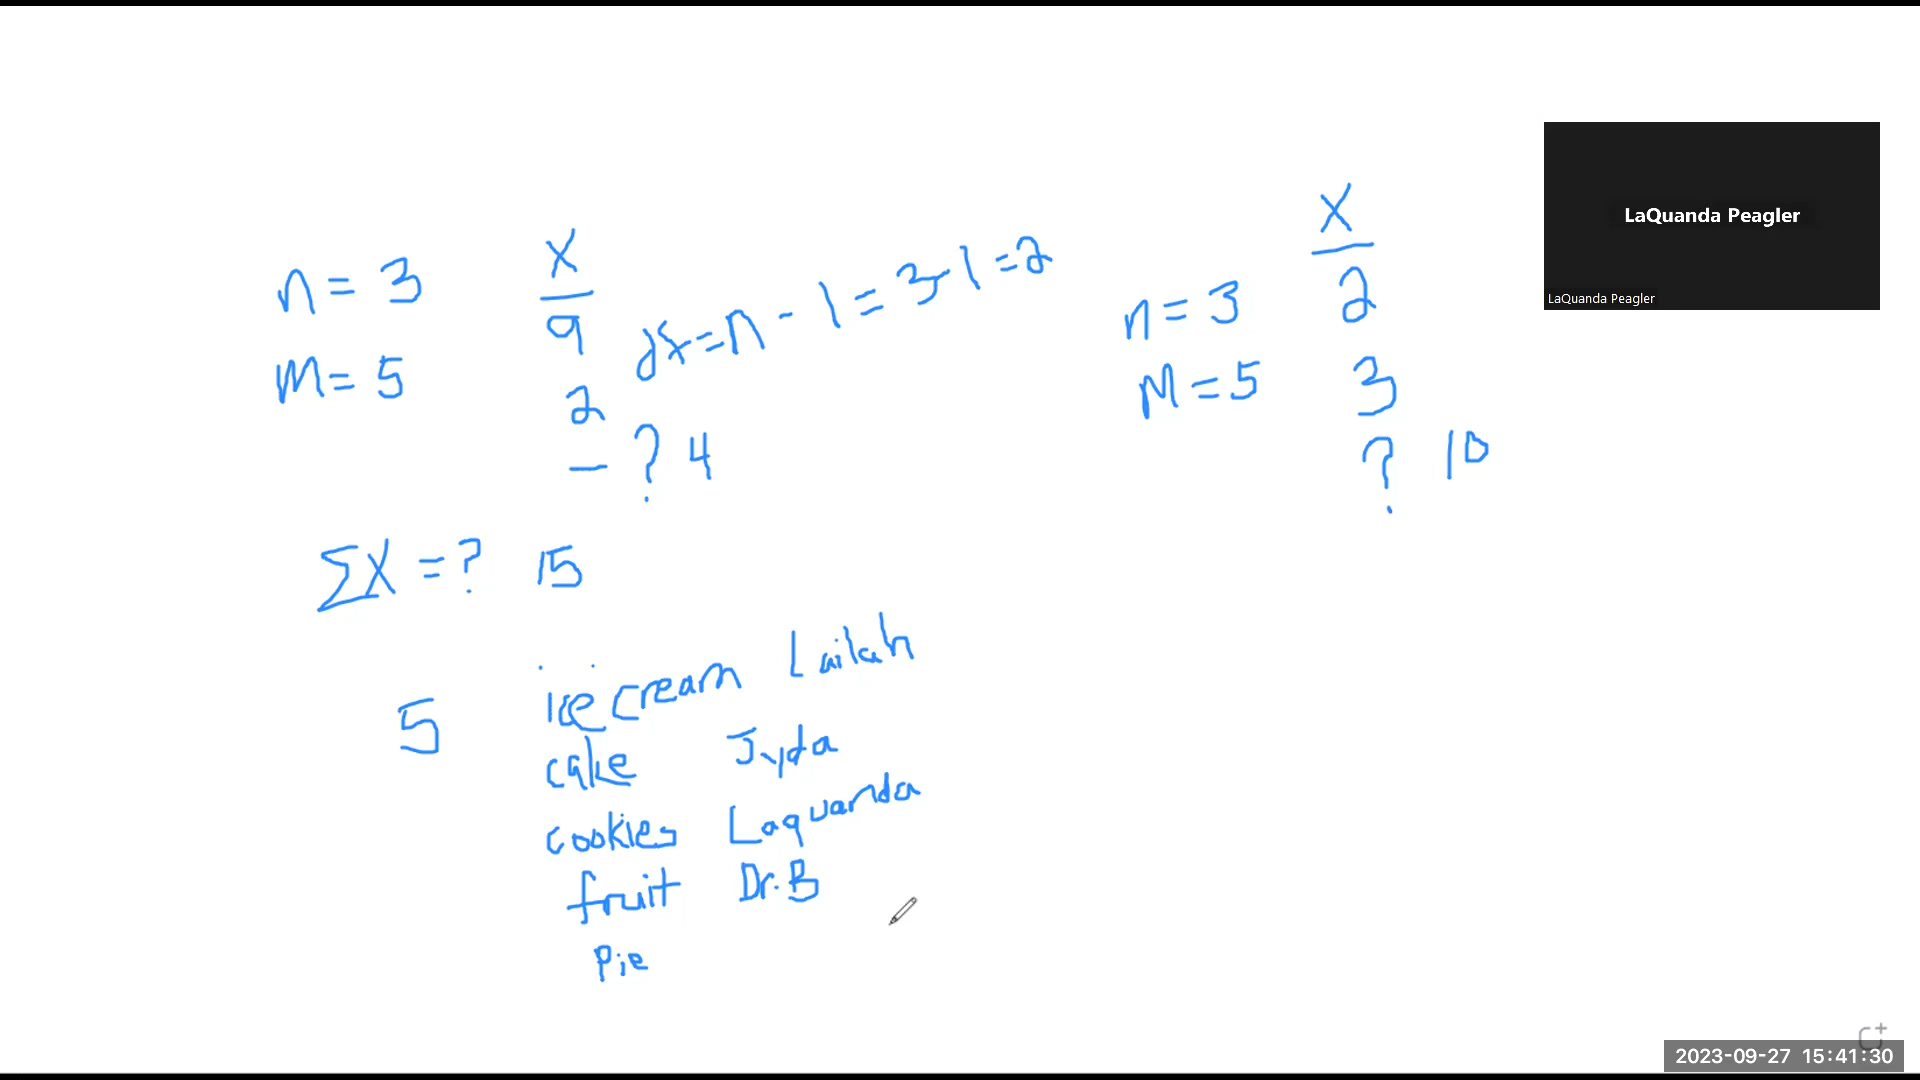 n = 3
M = 5
X
9
2
– ? 4
df = n - 1 = 3-1 = 2
n = 3
M = 5
X
2
3
? 10
ΣX = ? 15
5
ice cream Lailah
cake Jyda
cookies Laquanda
fruit Dr. B
Pie
LaQuanda Peagler
LaQuanda Peagler
2023-09-27 15:41:30